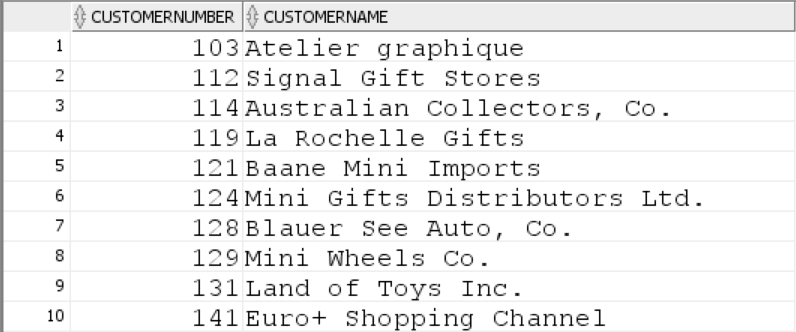 CUSTOMERNUMBER CUSTOMERNAME
1 103 Atelier graphique
2 112 Signal Gift Stores
3 114 Australian Collectors, Co.
4 119 La Rochelle Gifts
5 121 Baane Mini Imports
6 124 Mini Gifts Distributors Ltd.
7 128 Blauer See Auto, Co.
8 129 Mini Wheels Co.
9 131 Land of Toys Inc.
10 141 Euro+ Shopping Channel